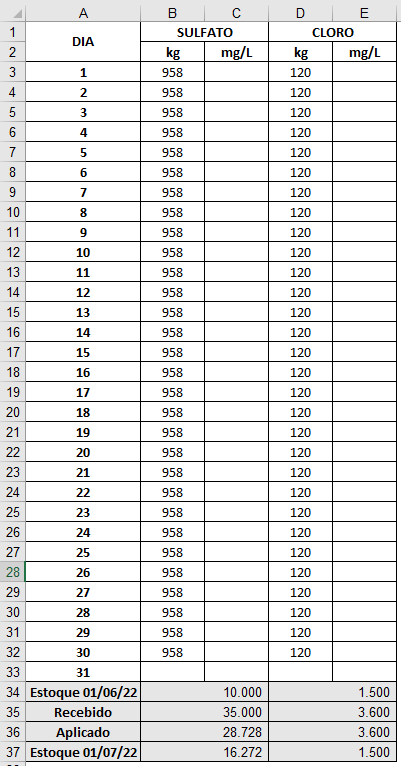 A B C D E
1 DIA SULFATO CLORO
2 kg mg/L kg mg/L
3 1 958 120
4 2 958 120
5 3 958 120
6 4 958 120
7 5 958 120
8 6 958 120
9 7 958 120
10 8 958 120
11 9 958 120
12 10 958 120
13 11 958 120
14 12 958 120
15 13 958 120
16 14 958 120
17 15 958 120
18 16 958 120
19 17 958 120
20 18 958 120
21 19 958 120
22 20 958 120
23 21 958 120
24 22 958 120
25 23 958 120
26 24 958 120
27 25 958 120
28 26 958 120
29 27 958 120
30 28 958 120
31 29 958 120
32 30 958 120
33 31
34 Estoque 01/06/22 10.000 1.500
35 Recebido 35.000 3.600
36 Aplicado 28.728 3.600
37 Estoque 01/07/22 16.272 1.500